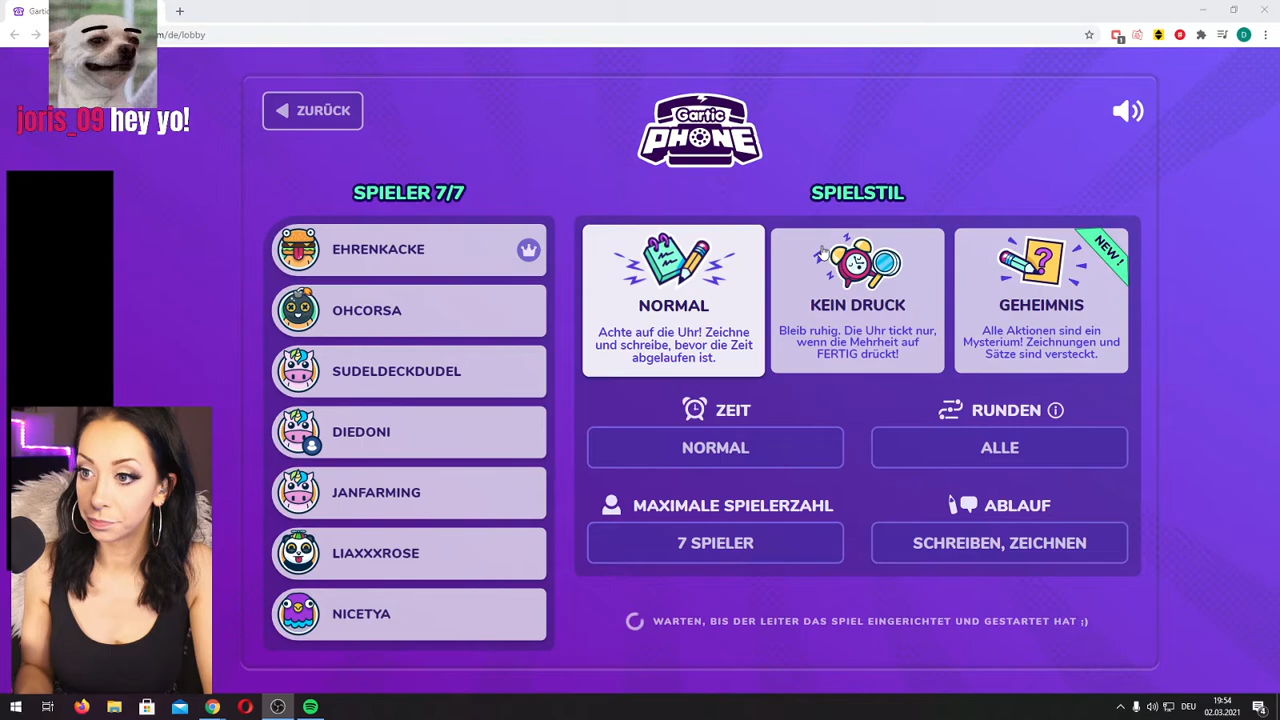 Gartic
m/de/lobby
joris_09 hey yo!
ZURÜCK
Gartic
PHONE
SPIELER 7/7
EHRENKACKE
OHCORSA
SUDELDECKDUDEL
DIEDONI
JANFARMING
LIAXXXROSE
NICETYA
SPIELSTIL
NORMAL
Achte auf die Uhr! Zeichne
und schreibe, bevor die Zeit
abgelaufen ist.
KEIN DRUCK
Bleib ruhig. Die Uhr tickt nur,
wenn die Mehrheit auf
FERTIG drückt!
NEW!
GEHEIMNIS
Alle Aktionen sind ein
Mysterium! Zeichnungen und
Sätze sind versteckt.
ZEIT
NORMAL
RUNDEN
ALLE
MAXIMALE SPIELERZAHL
7 SPIELER
ABLAUF
SCHREIBEN, ZEICHNEN
WARTEN, BIS DER LEITER DAS SPIEL EINGERICHTET UND GESTARTET HAT ;)
DEU
19:54
02.03.2021
4